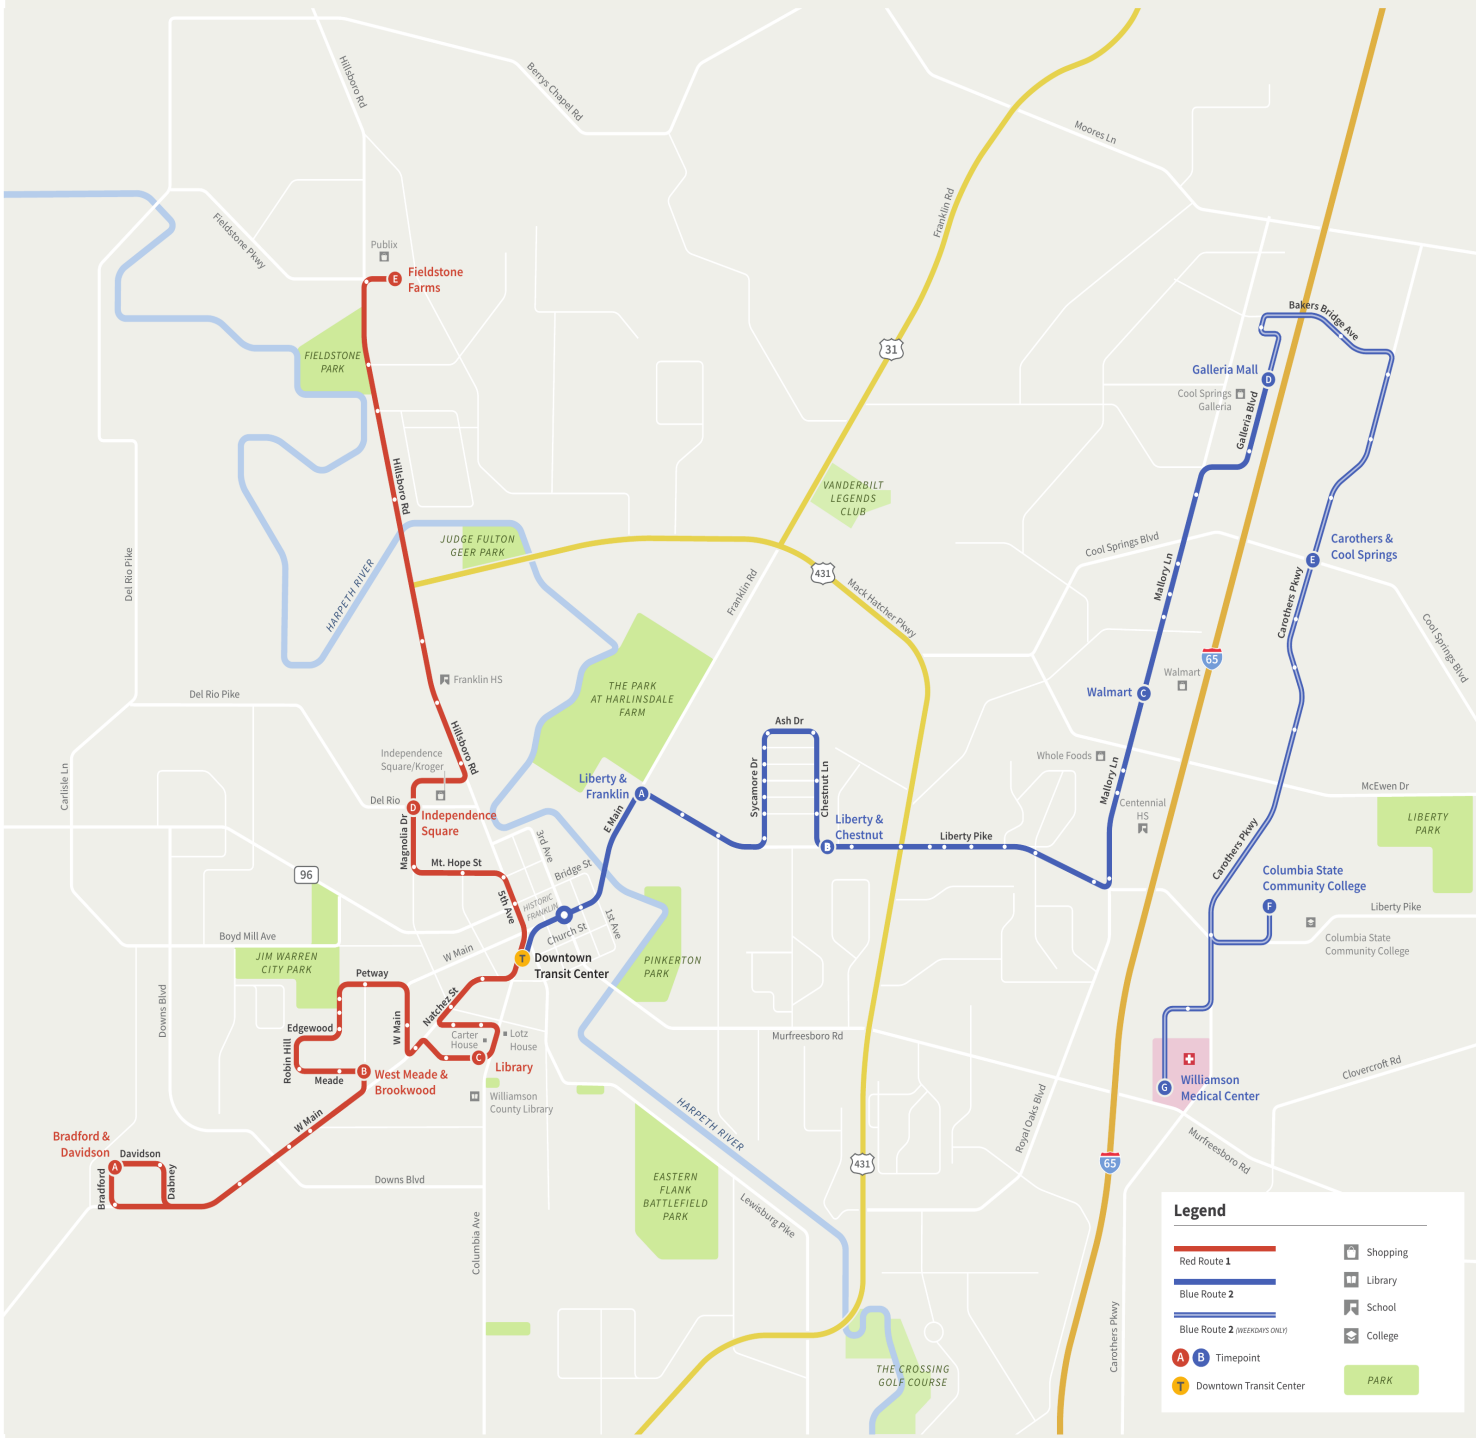 Hillsboro Rd
Berrys Chapel Rd
Moores Ln
Fieldstone Pkwy
Franklin Rd
Publix
E
Fieldstone
Farms
Bakers Bridge Ave
31
FIELDSTONE
PARK
Galleria Mall
D
Cool Springs
Galleria
Galleria Blvd
Hillsboro Rd
VANDERBILT
LEGENDS
CLUB
JUDGE FULTON
GEER PARK
Cool Springs Blvd
Carothers &
Cool Springs
E
Del Rio Pike
HARPETH RIVER
Franklin Rd
431
Mack Hatcher Pkwy
Mallory Ln
Carothers Pkwy
Cool Springs Blvd
65
Franklin HS
Walmart
Del Rio Pike
THE PARK
AT HARLINSDALE
FARM
Walmart
C
Ash Dr
Hillsboro Rd
Independence
Square/Kroger
Whole Foods
Carlisle Ln
Sycamore Dr
Chestnut Ln
Mallory Ln
McEwen Dr
Liberty &
Franklin
A
Del Rio
D
Independence
Square
Centennial
HS
LIBERTY
PARK
E Main
Liberty &
Chestnut
B
Liberty Pike
Magnolia Dr
3rd Ave
Carothers Pkwy
Mt. Hope St
Bridge St
96
Columbia State
Community College
F
5th Ave
HISTORIC
FRANKLIN
1st Ave
Liberty Pike
Church St
Boyd Mill Ave
W Main
Columbia State
Community College
JIM WARREN
CITY PARK
T
Downtown
Transit Center
PINKERTON
PARK
Petway
Downs Blvd
Natchez St
Edgewood
W Main
Carter
House
Lotz
House
Murfreesboro Rd
Robin Hill
C
Library
Meade
B
West Meade &
Brookwood
Clovercroft Rd
G
Williamson
Medical Center
Williamson
County Library
W Main
HARPETH RIVER
Royal Oaks Blvd
Bradford &
Davidson
A
Davidson
Murfreesboro Rd
431
65
Bradford
Dabney
Downs Blvd
EASTERN
FLANK
BATTLEFIELD
PARK
Lewisburg Pike
Columbia Ave
Carothers Pkwy
THE CROSSING
GOLF COURSE
Legend
Red Route 1
Blue Route 2
Blue Route 2 (WEEKDAYS ONLY)
A B Timepoint
T Downtown Transit Center
Shopping
Library
School
College
PARK